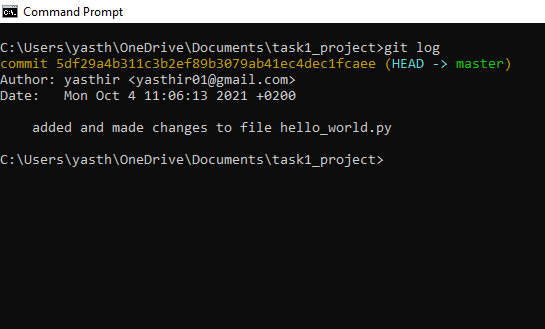 Command Prompt
C:\Users\yasth\OneDrive\Documents\task1_project>git log
commit 5df29a4b311c3b2ef89b3079ab41ec4dec1fcaee (HEAD -> master)
Author: yasthir <yasthir01@gmail.com>
Date:   Mon Oct 4 11:06:13 2021 +0200
    added and made changes to file hello_world.py
C:\Users\yasth\OneDrive\Documents\task1_project>